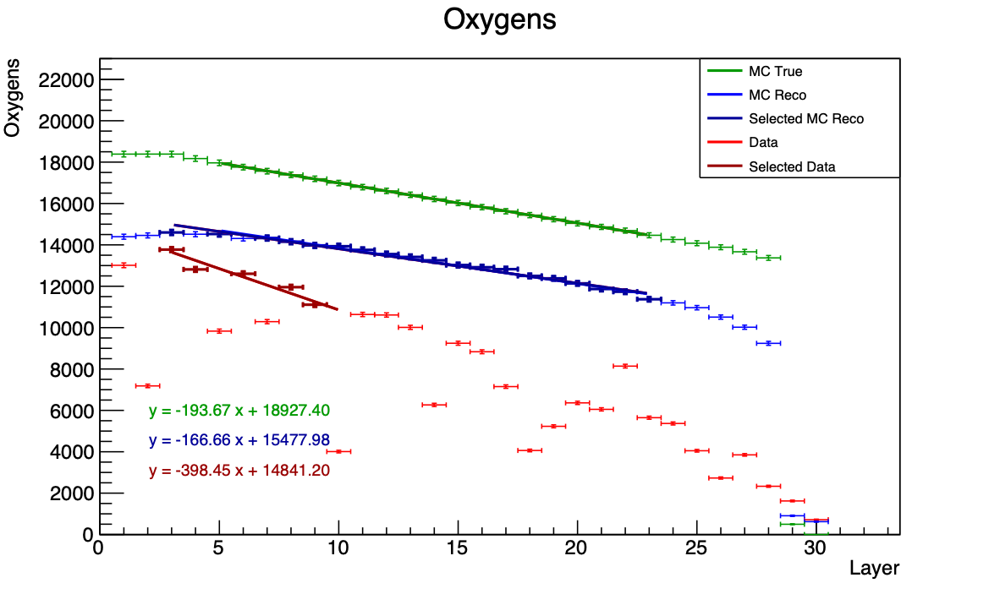 Oxygens
Oxygens
22000
20000
18000
16000
14000
12000
10000
8000
6000
4000
2000
0
MC True
MC Reco
Selected MC Reco
Data
Selected Data
y = -193.67 x + 18927.40
y = -166.66 x + 15477.98
y = -398.45 x + 14841.20
0 5 10 15 20 25 30
Layer